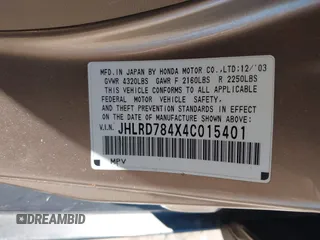 MFD. IN JAPAN BY HONDA MOTOR CO.,LTD:12/'03
GVWR 4320LBS GAWR F 2160LBS R 2250LBS
THIS VEHICLE CONFORMS TO ALL APPLICABLE
FEDERAL MOTOR VEHICLE SAFETY,
AND THEFT PREVENTION STANDARDS IN EFFECT
ON THE DATE OF MANUFACTURE SHOWN ABOVE.
V.I.N. JHLRD784X4C015401
MPV
DREAMBID